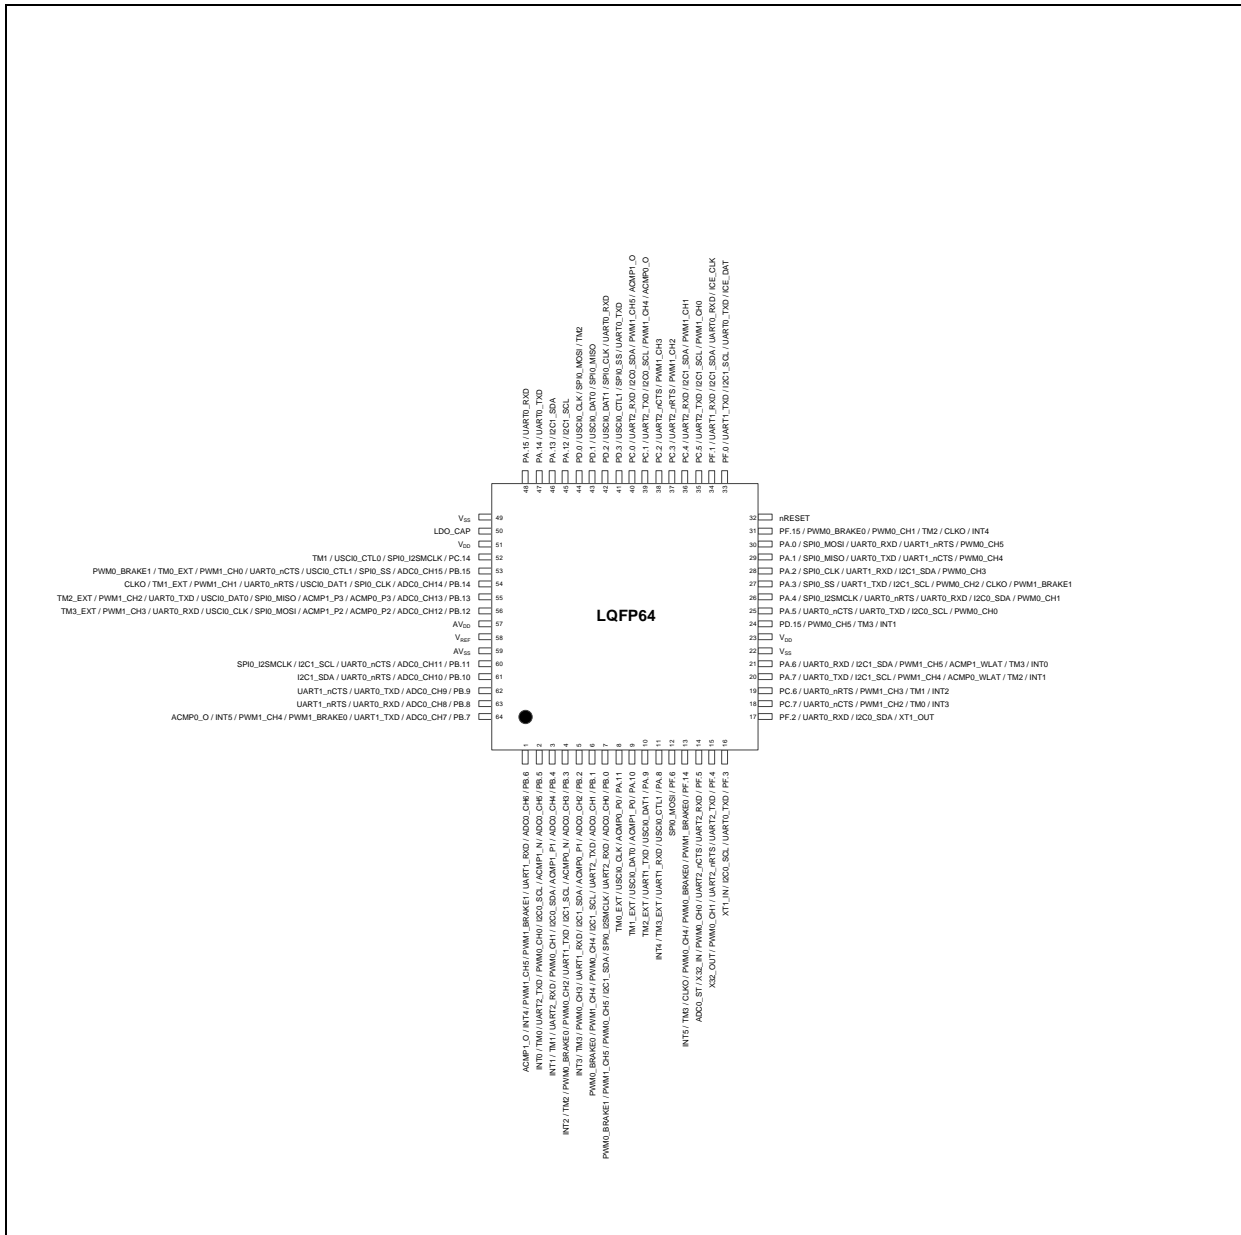 PA.15 / UART0_RXD
PA.14 / UART0_TXD
PA.13 / I2C1_SDA
PA.12 / I2C1_SCL
PD.0 / USCI0_CLK / SPI0_MOSI / TM2
PD.1 / USCI0_DAT0 / SPI0_MISO
PD.2 / USCI0_DAT1 / SPI0_CLK / UART0_RXD
PD.3 / USCI0_CTL1 / SPI0_SS / UART0_TXD
PC.0 / UART2_RXD / I2C0_SDA / PWM1_CH5 / ACMP1_O
PC.1 / UART2_TXD / I2C0_SCL / PWM1_CH4 / ACMP0_O
PC.2 / UART2_nCTS / PWM1_CH3
PC.3 / UART2_nRTS / PWM1_CH2
PC.4 / UART2_RXD / I2C1_SDA / PWM1_CH1
PC.5 / UART2_TXD / I2C1_SCL / PWM1_CH0
PF.1 / UART1_RXD / I2C1_SDA / UART0_RXD / ICE_CLK
PF.0 / UART1_TXD / I2C1_SCL / UART0_TXD / ICE_DAT
48 47 46 45 44 43 42 41 40 39 38 37 36 35 34 33
VSS 49
LDO_CAP 50
VDD 51
TM1 / USCI0_CTL0 / SPI0_I2SMCLK / PC.14 52
PWM0_BRAKE1 / TM0_EXT / PWM1_CH0 / UART0_nCTS / USCI0_CTL1 / SPI0_SS / ADC0_CH15 / PB.15 53
CLKO / TM1_EXT / PWM1_CH1 / UART0_nRTS / USCI0_DAT1 / SPI0_CLK / ADC0_CH14 / PB.14 54
TM2_EXT / PWM1_CH2 / UART0_TXD / USCI0_DAT0 / SPI0_MISO / ACMP1_P3 / ACMP0_P3 / ADC0_CH13 / PB.13 55
TM3_EXT / PWM1_CH3 / UART0_RXD / USCI0_CLK / SPI0_MOSI / ACMP1_P2 / ACMP0_P2 / ADC0_CH12 / PB.12 56
AVDD 57
VREF 58
AVSS 59
SPI0_I2SMCLK / I2C1_SCL / UART0_nCTS / ADC0_CH11 / PB.11 60
I2C1_SDA / UART0_nRTS / ADC0_CH10 / PB.10 61
UART1_nCTS / UART0_TXD / ADC0_CH9 / PB.9 62
UART1_nRTS / UART0_RXD / ADC0_CH8 / PB.8 63
ACMP0_O / INT5 / PWM1_CH4 / PWM1_BRAKE0 / UART1_TXD / ADC0_CH7 / PB.7 64
LQFP64
32 nRESET
31 PF.15 / PWM0_BRAKE0 / PWM0_CH1 / TM2 / CLKO / INT4
30 PA.0 / SPI0_MOSI / UART0_RXD / UART1_nRTS / PWM0_CH5
29 PA.1 / SPI0_MISO / UART0_TXD / UART1_nCTS / PWM0_CH4
28 PA.2 / SPI0_CLK / UART1_RXD / I2C1_SDA / PWM0_CH3
27 PA.3 / SPI0_SS / UART1_TXD / I2C1_SCL / PWM0_CH2 / CLKO / PWM1_BRAKE1
26 PA.4 / SPI0_I2SMCLK / UART0_nRTS / UART0_RXD / I2C0_SDA / PWM0_CH1
25 PA.5 / UART0_nCTS / UART0_TXD / I2C0_SCL / PWM0_CH0
24 PD.15 / PWM0_CH5 / TM3 / INT1
23 VDD
22 VSS
21 PA.6 / UART0_RXD / I2C1_SDA / PWM1_CH5 / ACMP1_WLAT / TM3 / INT0
20 PA.7 / UART0_TXD / I2C1_SCL / PWM1_CH4 / ACMP0_WLAT / TM2 / INT1
19 PC.6 / UART0_nRTS / PWM1_CH3 / TM1 / INT2
18 PC.7 / UART0_nCTS / PWM1_CH2 / TM0 / INT3
17 PF.2 / UART0_RXD / I2C0_SDA / XT1_OUT
1 2 3 4 5 6 7 8 9 10 11 12 13 14 15 16
ACMP1_O / INT4 / PWM1_CH5 / PWM1_BRAKE1 / UART1_RXD / ADC0_CH6 / PB.6
INT0 / TM0 / UART2_TXD / PWM0_CH0 / I2C0_SCL / ACMP1_N / ADC0_CH5 / PB.5
INT1 / TM1 / UART2_RXD / PWM0_CH1 / I2C0_SDA / ACMP1_P1 / ADC0_CH4 / PB.4
INT2 / TM2 / PWM0_BRAKE0 / PWM0_CH2 / UART1_TXD / I2C1_SCL / ACMP0_N / ADC0_CH3 / PB.3
INT3 / TM3 / PWM0_CH3 / UART1_RXD / I2C1_SDA / ACMP0_P1 / ADC0_CH2 / PB.2
PWM0_BRAKE0 / PWM1_CH4 / PWM0_CH4 / I2C1_SCL / UART2_TXD / ADC0_CH1 / PB.1
PWM0_BRAKE1 / PWM1_CH5 / PWM0_CH5 / I2C1_SDA / SPI0_I2SMCLK / UART2_RXD / ADC0_CH0 / PB.0
TM0_EXT / USCI0_CLK / ACMP0_P0 / PA.11
TM1_EXT / USCI0_DAT0 / ACMP1_P0 / PA.10
TM2_EXT / UART1_TXD / USCI0_DAT1 / PA.9
INT4 / TM3_EXT / UART1_RXD / USCI0_CTL1 / PA.8
SPI0_MOSI / PF.6
INT5 / TM3 / CLKO / PWM0_CH4 / PWM0_BRAKE0 / PWM1_BRAKE0 / PF.14
ADC0_ST / X32_IN / PWM0_CH0 / UART2_nCTS / UART2_RXD / PF.5
X32_OUT / PWM0_CH1 / UART2_nRTS / UART2_TXD / PF.4
XT1_IN / I2C0_SCL / UART0_TXD / PF.3